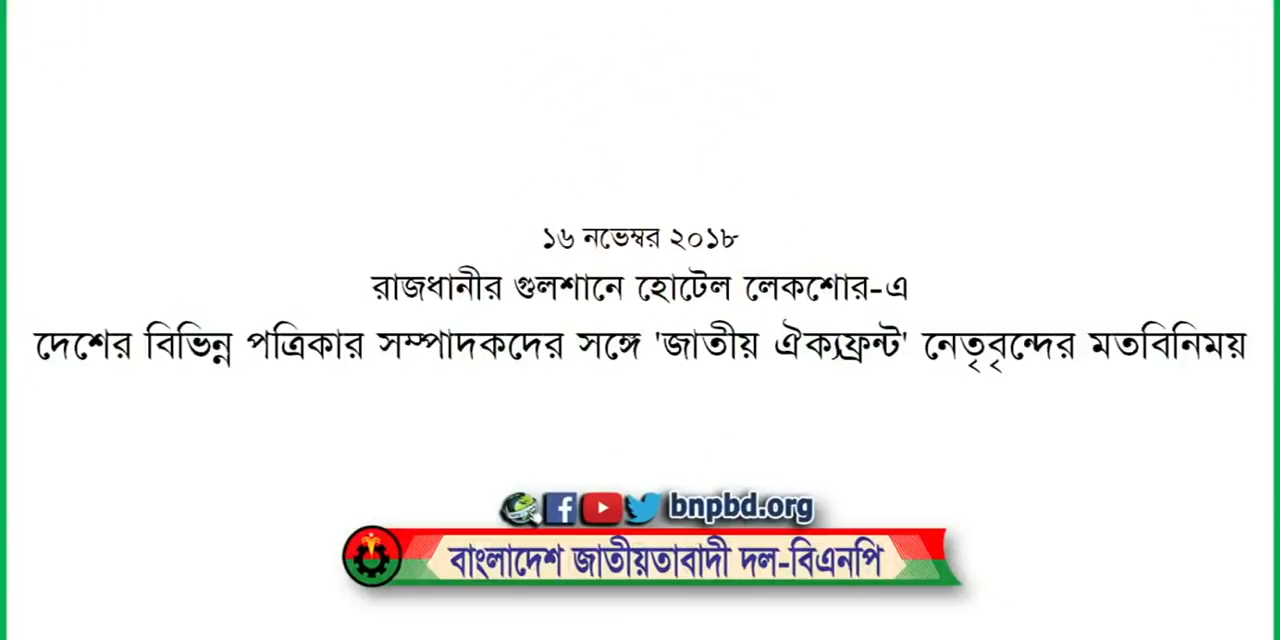 ১৬ নভেম্বর ২০১৮
রাজধানীর গুলশানে হোটেল লেকশোর-এ
দেশের বিভিন্ন পত্রিকার সম্পাদকদের সঙ্গে 'জাতীয় ঐক্যফ্রন্ট' নেতৃবৃন্দের মতবিনিময়
bnpbd.org
বাংলাদেশ জাতীয়তাবাদী দল-বিএনপি